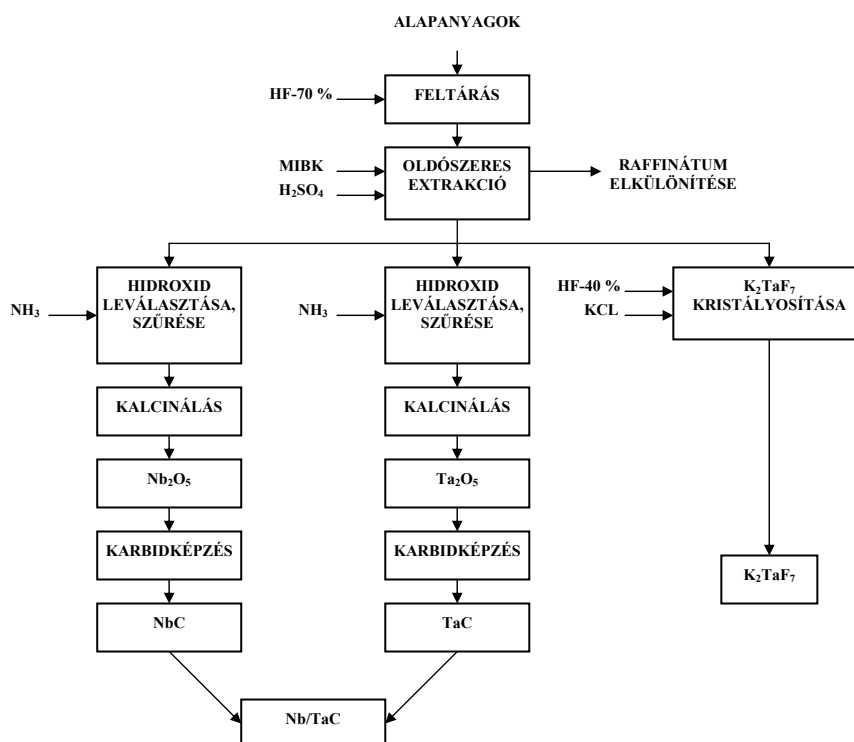 ALAPANYAGOK
HF-70 %
FELTÁRÁS
MIBK
H₂SO₄
OLDÓSZERES
EXTRAKCIÓ
RAFFINÁTUM
ELKÜLÖNÍTÉSE
NH₃
HIDROXID
LEVÁLASZTÁSA,
SZŰRÉSE
NH₃
HIDROXID
LEVÁLASZTÁSA,
SZŰRÉSE
HF-40 %
KCL
K₂TaF₇
KRISTÁLYOSÍTÁSA
KALCINÁLÁS
KALCINÁLÁS
Nb₂O₅
Ta₂O₅
KARBIDKÉPZÉS
KARBIDKÉPZÉS
K₂TaF₇
NbC
TaC
Nb/TaC